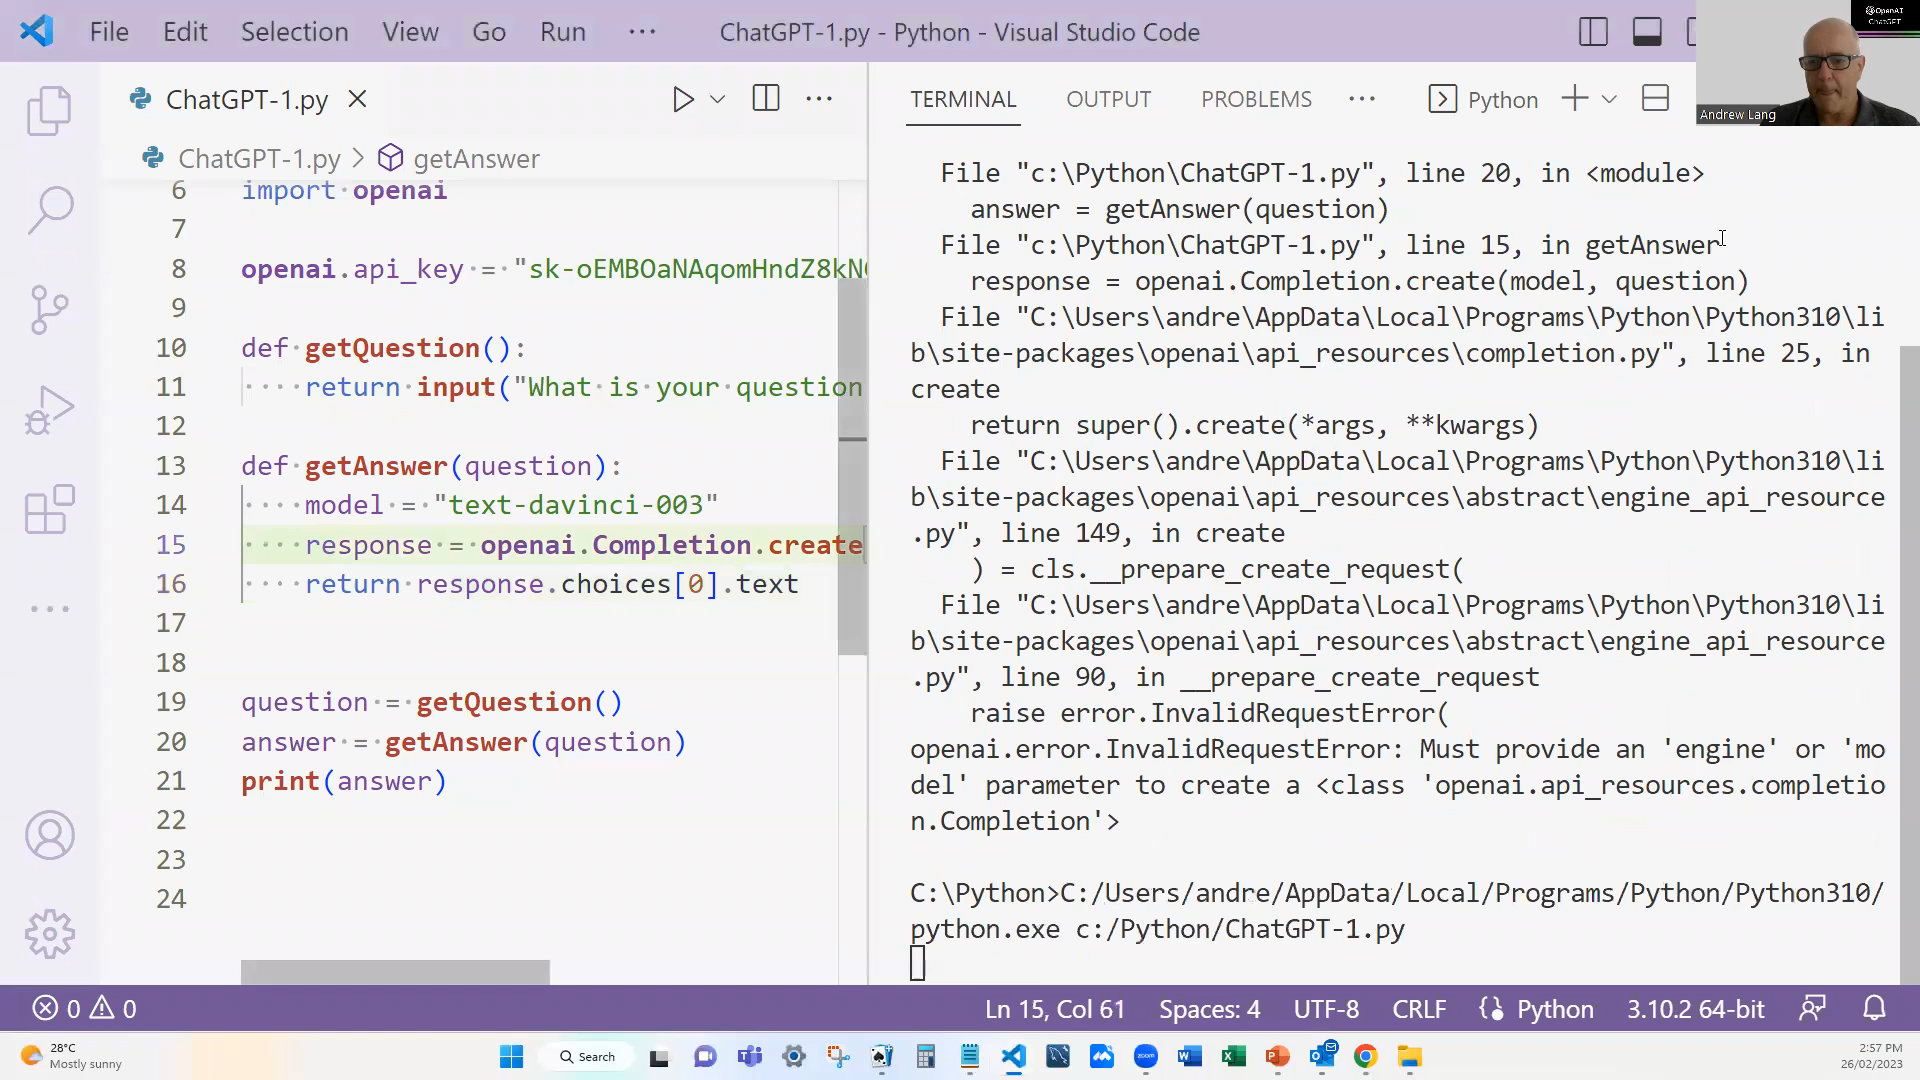 File Edit Selection View Go Run ··· ChatGPT-1.py - Python - Visual Studio Code
OpenAI
ChatGPT
Andrew Lang
ChatGPT-1.py
ChatGPT-1.py > getAnswer
6 import openai
7
8 openai.api_key = "sk-oEMBOaNAqomHndZ8kN
9
10 def getQuestion():
11 return input("What is your question
12
13 def getAnswer(question):
14 model = "text-davinci-003"
15 response = openai.Completion.create
16 return response.choices[0].text
17
18
19 question = getQuestion()
20 answer = getAnswer(question)
21 print(answer)
22
23
24
TERMINAL OUTPUT PROBLEMS ··· Python
File "c:\Python\ChatGPT-1.py", line 20, in <module>
answer = getAnswer(question)
File "c:\Python\ChatGPT-1.py", line 15, in getAnswer
response = openai.Completion.create(model, question)
File "C:\Users\andre\AppData\Local\Programs\Python\Python310\li
b\site-packages\openai\api_resources\completion.py", line 25, in
create
return super().create(*args, **kwargs)
File "C:\Users\andre\AppData\Local\Programs\Python\Python310\li
b\site-packages\openai\api_resources\abstract\engine_api_resource
.py", line 149, in create
) = cls.__prepare_create_request(
File "C:\Users\andre\AppData\Local\Programs\Python\Python310\li
b\site-packages\openai\api_resources\abstract\engine_api_resource
.py", line 90, in __prepare_create_request
raise error.InvalidRequestError(
openai.error.InvalidRequestError: Must provide an 'engine' or 'mo
del' parameter to create a <class 'openai.api_resources.completio
n.Completion'>
C:\Python>C:/Users/andre/AppData/Local/Programs/Python/Python310/
python.exe c:/Python/ChatGPT-1.py
0 0 Ln 15, Col 61 Spaces: 4 UTF-8 CRLF Python 3.10.2 64-bit
28°C
Mostly sunny
Search
2:57 PM
26/02/2023